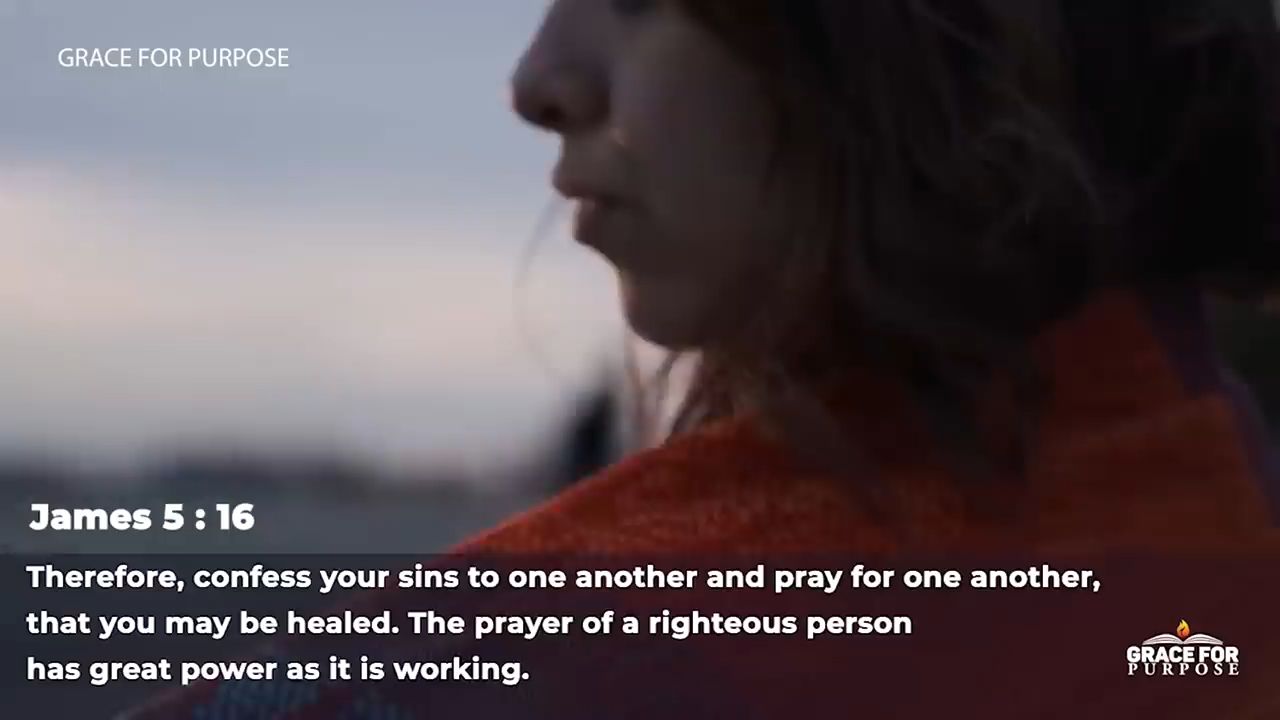 GRACE FOR PURPOSE
James 5 : 16
Therefore, confess your sins to one another and pray for one another,
that you may be healed. The prayer of a righteous person
has great power as it is working.
GRACE FOR
PURPOSE